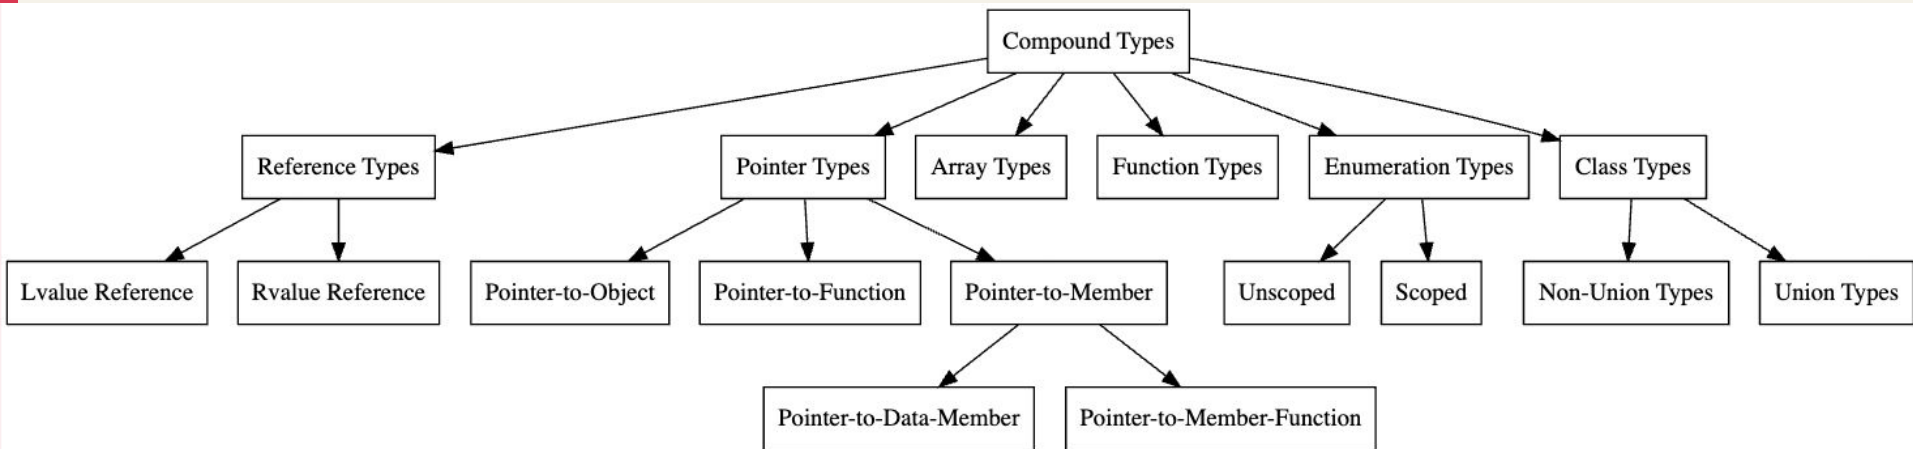 Compound Types
Reference Types
Pointer Types
Array Types
Function Types
Enumeration Types
Class Types
Lvalue Reference
Rvalue Reference
Pointer-to-Object
Pointer-to-Function
Pointer-to-Member
Unscoped
Scoped
Non-Union Types
Union Types
Pointer-to-Data-Member
Pointer-to-Member-Function